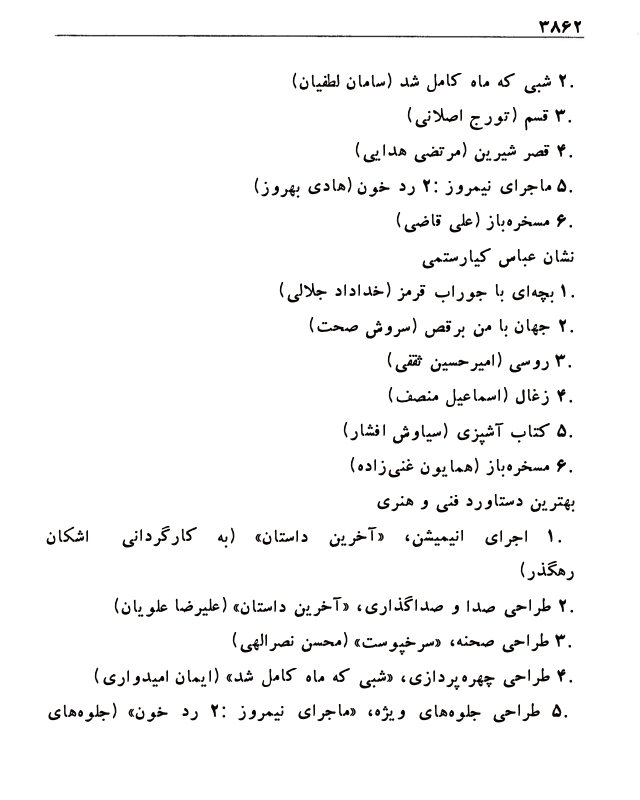 ۳۸۶۲
.۲ شبی که ماه کامل شد (سامان لطفیان)
.۳ قسم (تورج اصلانی)
.۴ قصر شیرین (مرتضی هدایی)
.۵ ماجرای نیمروز :۲ رد خون (هادی بهروز)
.۶ مسخره‌باز (علی قاضی)
نشان عباس کیارستمی
.۱ بچه‌ای با جوراب قرمز (خداداد جلالی)
.۲ جهان با من برقص (سروش صحت)
.۳ روسی (امیرحسین ثقفی)
.۴ زغال (اسماعیل منصف)
.۵ کتاب آشپزی (سیاوش افشار)
.۶ مسخره‌باز (همایون غنی‌زاده)
بهترین دستاورد فنی و هنری
.۱ اجرای انیمیشن، «آخرین داستان» (به کارگردانی اشکان
رهگذر)
.۲ طراحی صدا و صداگذاری، «آخرین داستان» (علیرضا علویان)
.۳ طراحی صحنه، «سرخپوست» (محسن نصرالهی)
.۴ طراحی چهره‌پردازی، «شبی که ماه کامل شد» (ایمان امیدواری)
.۵ طراحی جلوه‌های ویژه، «ماجرای نیمروز :۲ رد خون» (جلوه‌های